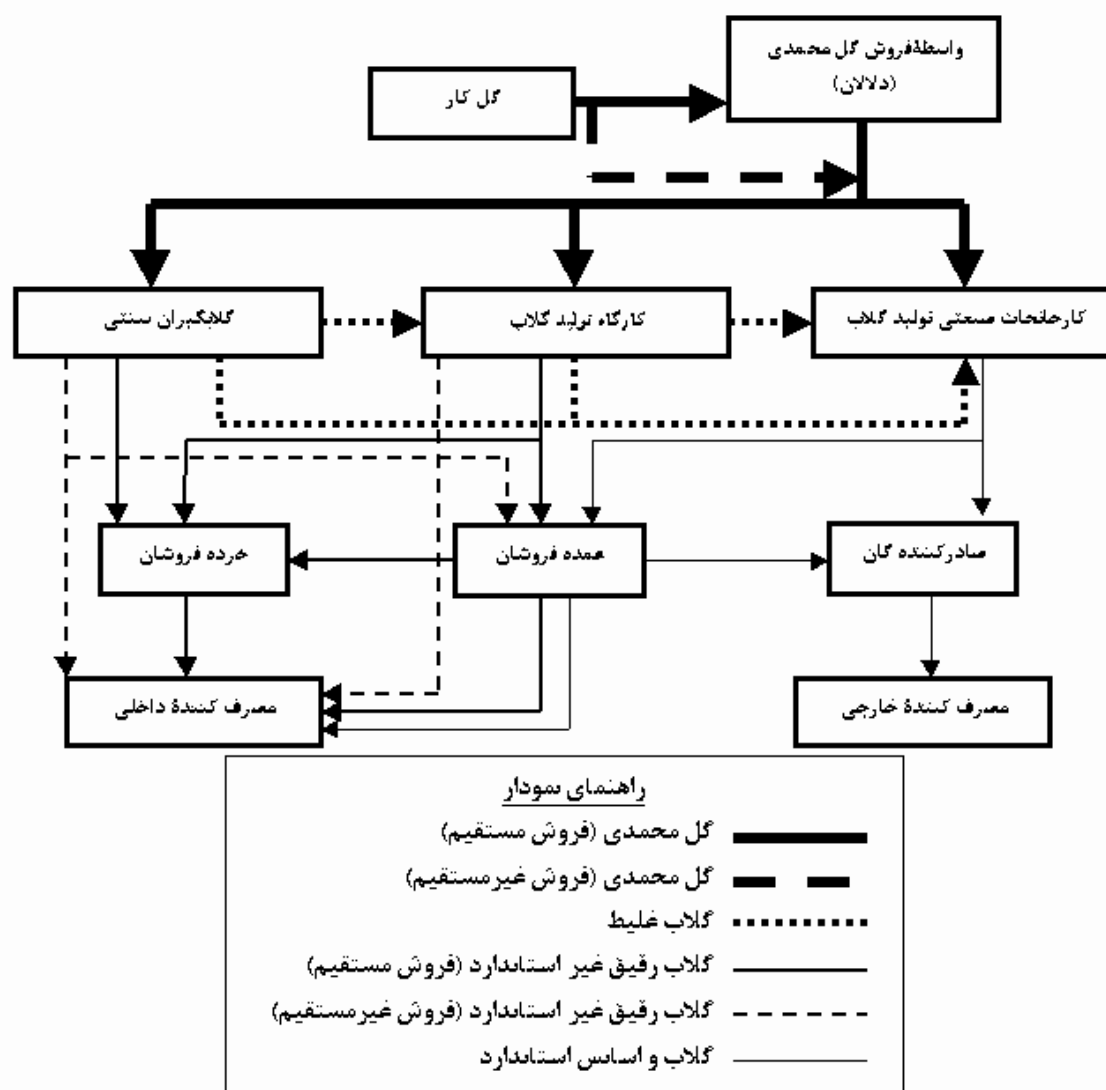 واسطهٔ فروش گل محمدی
(دلالان)
گل کار
کارخانجات صنعتی تولید گلاب
کارگاه تولید گلاب
گلابگیران سنتی
صادرکننده گان
عمده فروشان
خرده فروشان
مصرف کنندهٔ خارجی
مصرف کنندهٔ داخلی
راهنمای نمودار
گل محمدی (فروش مستقیم)
گل محمدی (فروش غیرمستقیم)
گلاب غلیط
گلاب رقیق غیر استاندارد (فروش مستقیم)
گلاب رقیق غیر استاندارد (فروش غیرمستقیم)
گلاب و اسانس استاندارد